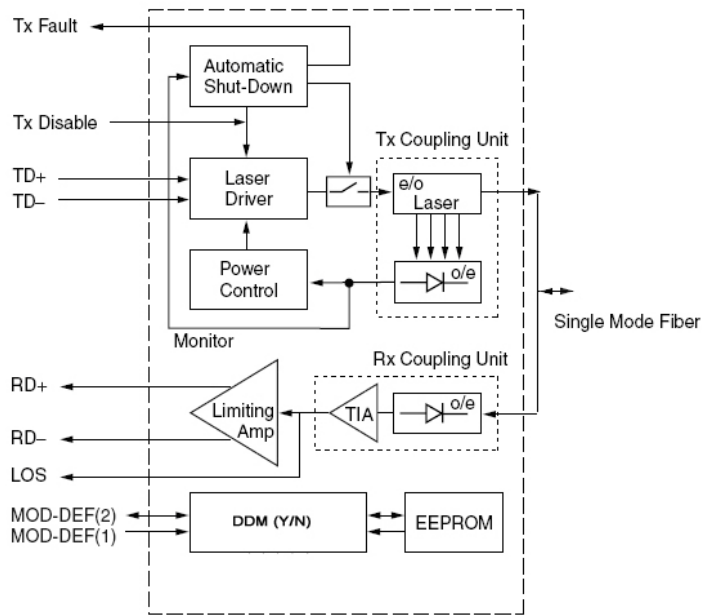 Tx Fault
Automatic
Shut-Down
Tx Disable
Tx Coupling Unit
TD+
TD–
Laser
Driver
e/o
Laser
Power
Control
o/e
Single Mode Fiber
Monitor
Rx Coupling Unit
RD+
RD–
Limiting
Amp
TIA
o/e
LOS
MOD-DEF(2)
MOD-DEF(1)
DDM (Y/N)
EEPROM